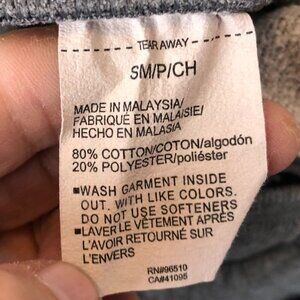 TEAR AWAY
SM/P/CH
MADE IN MALAYSIA/
FABRIQUÉ EN MALAISIE/
HECHO EN MALASIA
80% COTTON/COTON/algodón
20% POLYESTER/poliéster
■WASH GARMENT INSIDE
OUT. WITH LIKE COLORS.
DO NOT USE SOFTENERS
■LAVER LE VÊTEMENT APRÈS
L'AVOIR RETOURNÉ SUR
L'ENVERS
RN#96510
CA#41095